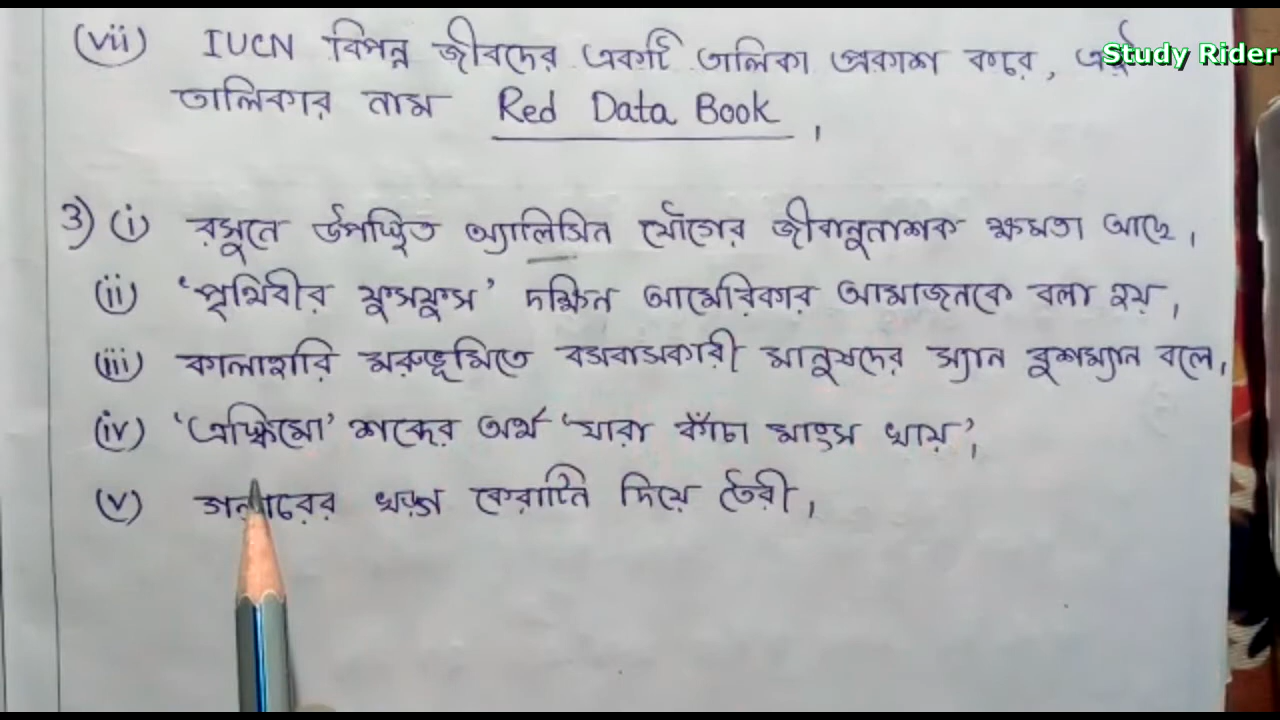 (vii) IUCN বিপন্ন জীবদের একটি তালিকা প্রকাশ করে, এই
Study Rider
তালিকার নাম Red Data Book ।
3) (i) রসুনে উপস্থিত অ্যালিসিন যৌগের জীবানুনাশক ক্ষমতা আছে।
(ii) 'পৃথিবীর ফুসফুস' দক্ষিন আমেরিকার আমাজনকে বলা হয়।
(iii) কালাহারি মরুভূমিতে বসবাসকারী মানুষদের স্যান বুশম্যান বলে।
(iv) 'এস্কিমো' শব্দের অর্থ 'যারা কাঁচা মাংস খায়'।
(v) গন্ডারের খড্গ কেরাটিন দিয়ে তৈরী।